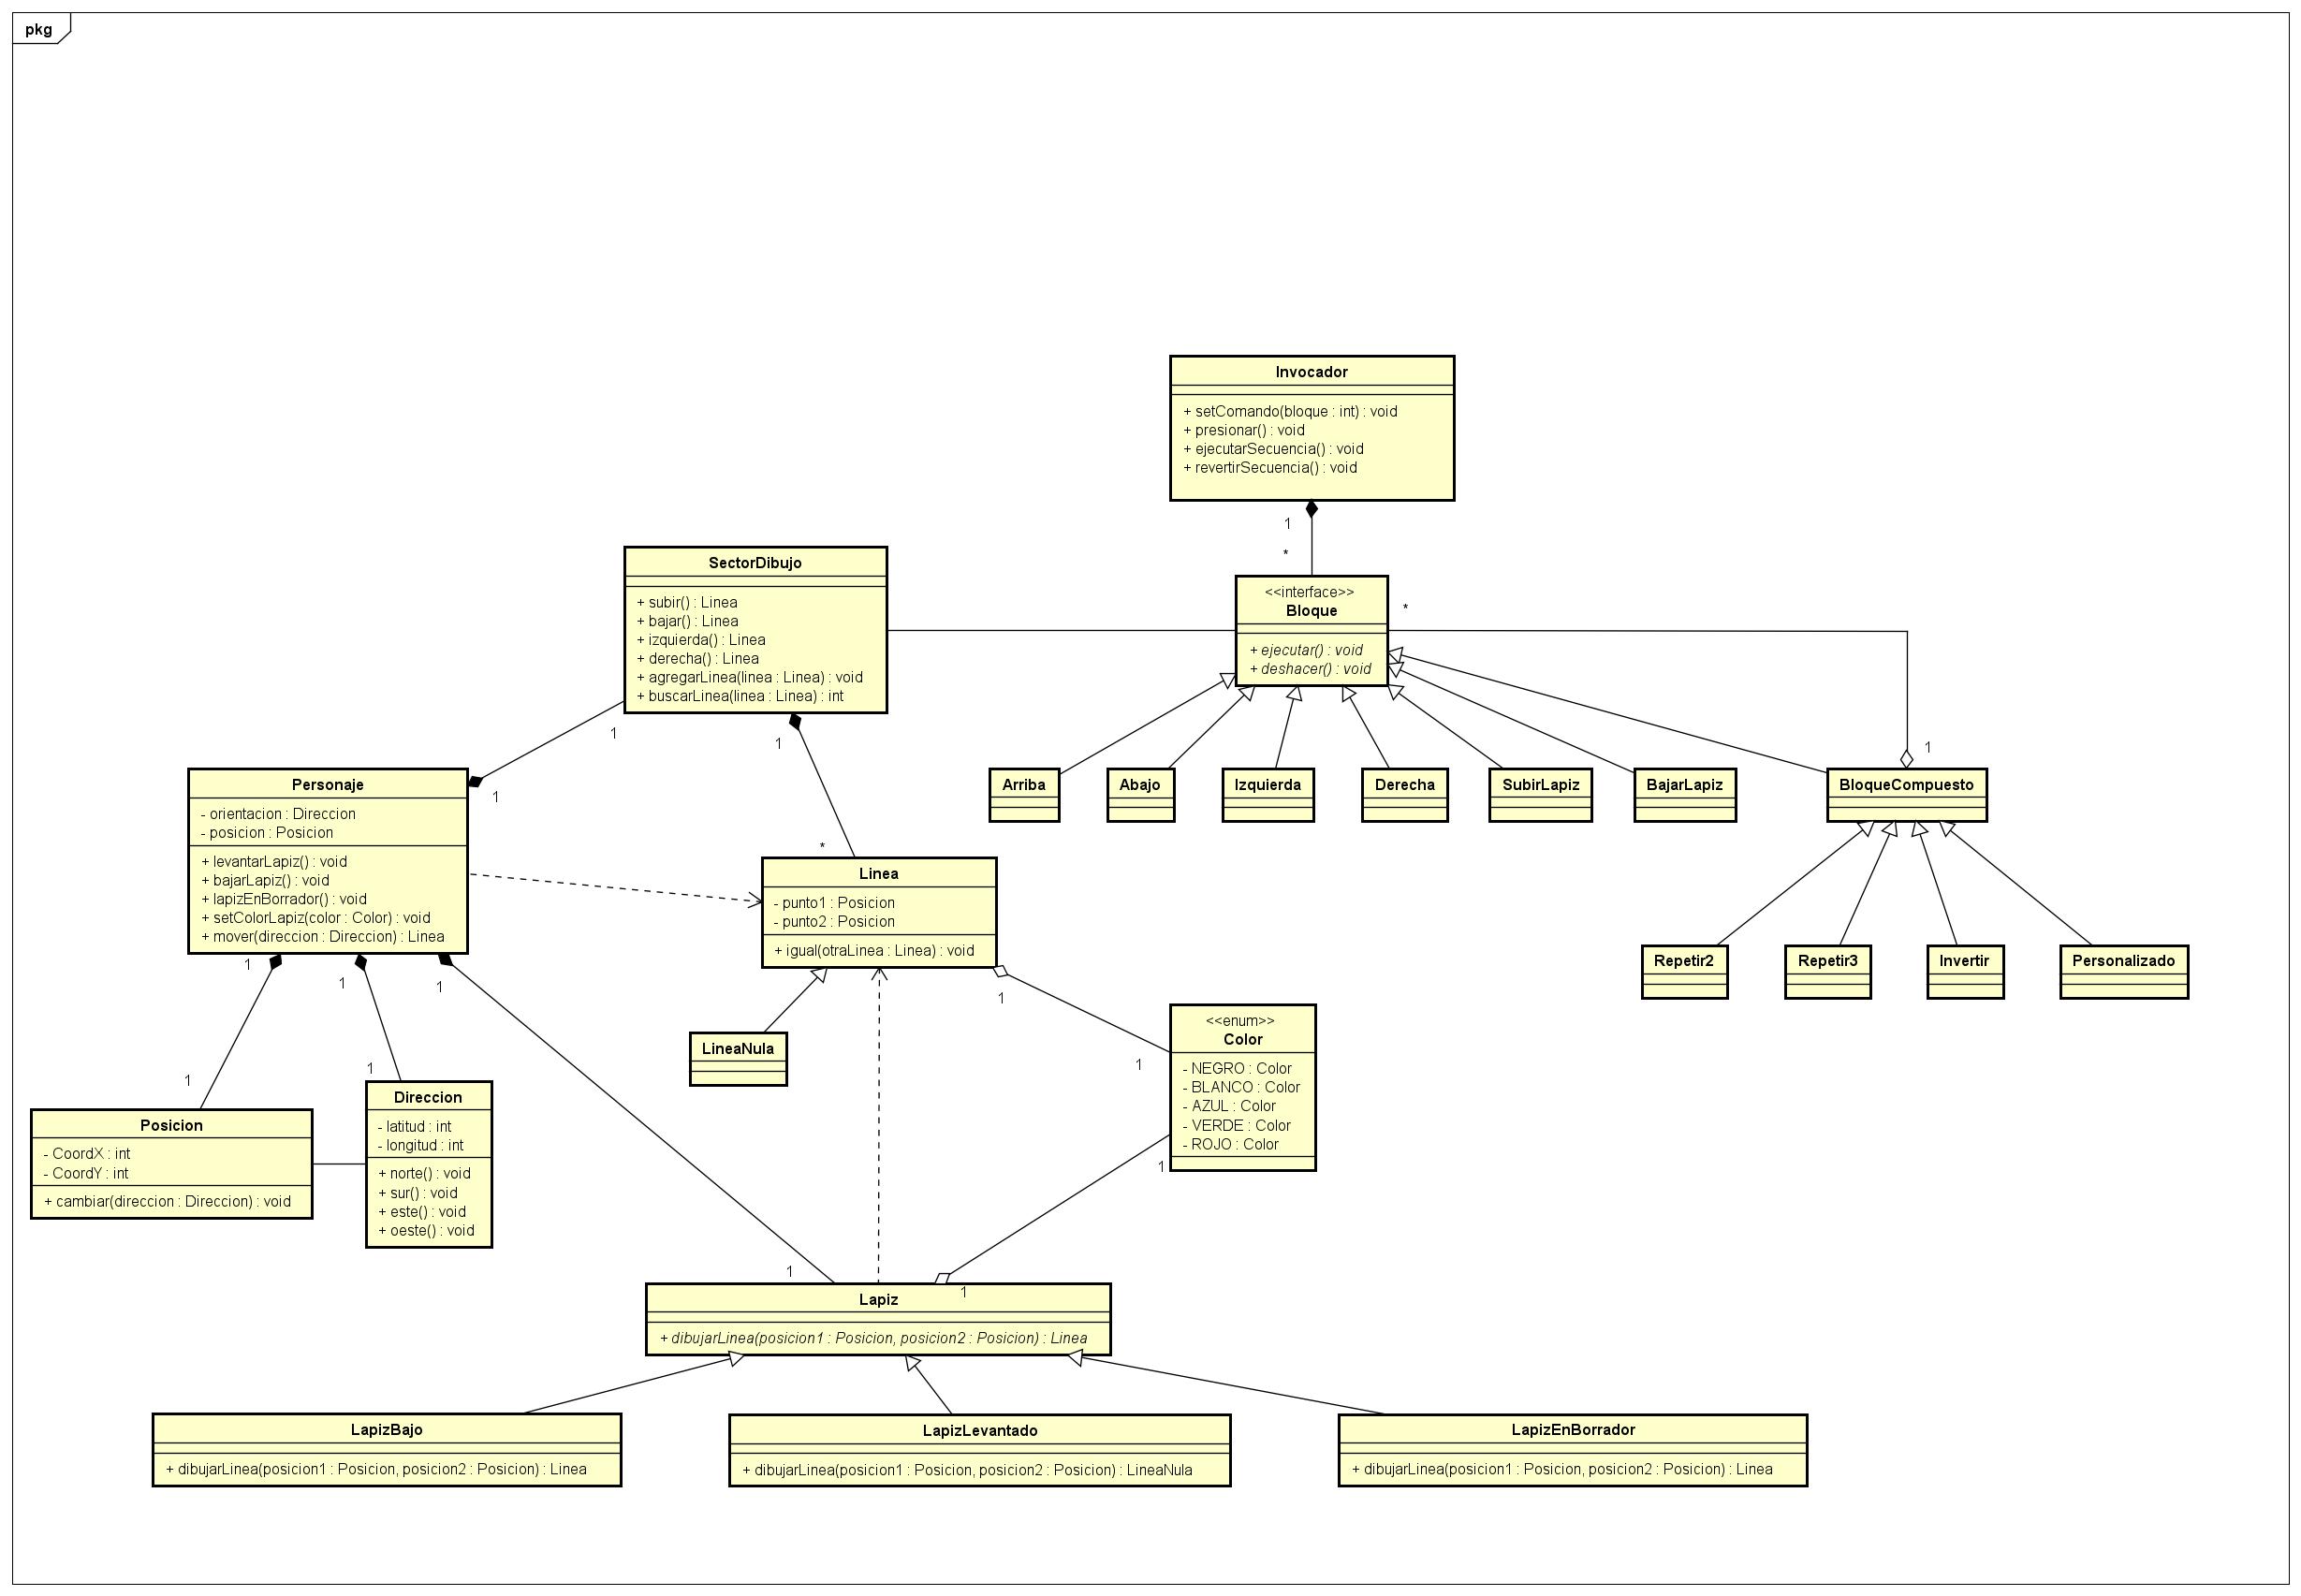 pkg
Invocador
+ setComando(bloque : int) : void
+ presionar() : void
+ ejecutarSecuencia() : void
+ revertirSecuencia() : void
1
*
SectorDibujo
+ subir() : Linea
+ bajar() : Linea
+ izquierda() : Linea
+ derecha() : Linea
+ agregarLinea(linea : Linea) : void
+ buscarLinea(linea : Linea) : int
<<interface>>
Bloque
+ ejecutar() : void
+ deshacer() : void
*
1
1
1
1
*
Arriba
Abajo
Izquierda
Derecha
SubirLapiz
BajarLapiz
BloqueCompuesto
Personaje
- orientacion : Direccion
- posicion : Posicion
+ levantarLapiz() : void
+ bajarLapiz() : void
+ lapizEnBorrador() : void
+ setColorLapiz(color : Color) : void
+ mover(direccion : Direccion) : Linea
Linea
- punto1 : Posicion
- punto2 : Posicion
+ igual(otraLinea : Linea) : void
Repetir2
Repetir3
Invertir
Personalizado
1
1
1
1
1
1
1
LineaNula
<<enum>>
Color
- NEGRO : Color
- BLANCO : Color
- AZUL : Color
- VERDE : Color
- ROJO : Color
Posicion
- CoordX : int
- CoordY : int
+ cambiar(direccion : Direccion) : void
Direccion
- latitud : int
- longitud : int
+ norte() : void
+ sur() : void
+ este() : void
+ oeste() : void
1
1
1
Lapiz
+ dibujarLinea(posicion1 : Posicion, posicion2 : Posicion) : Linea
LapizBajo
+ dibujarLinea(posicion1 : Posicion, posicion2 : Posicion) : Linea
LapizLevantado
+ dibujarLinea(posicion1 : Posicion, posicion2 : Posicion) : LineaNula
LapizEnBorrador
+ dibujarLinea(posicion1 : Posicion, posicion2 : Posicion) : Linea